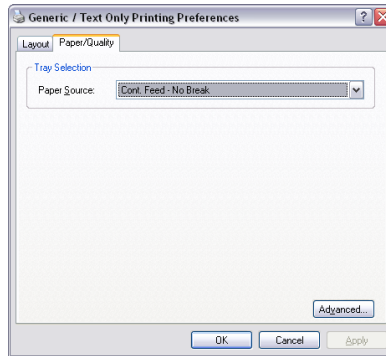 Generic / Text Only Printing Preferences
Layout Paper/Quality
Tray Selection
Paper Source: Cont. Feed - No Break
Advanced...
OK Cancel Apply